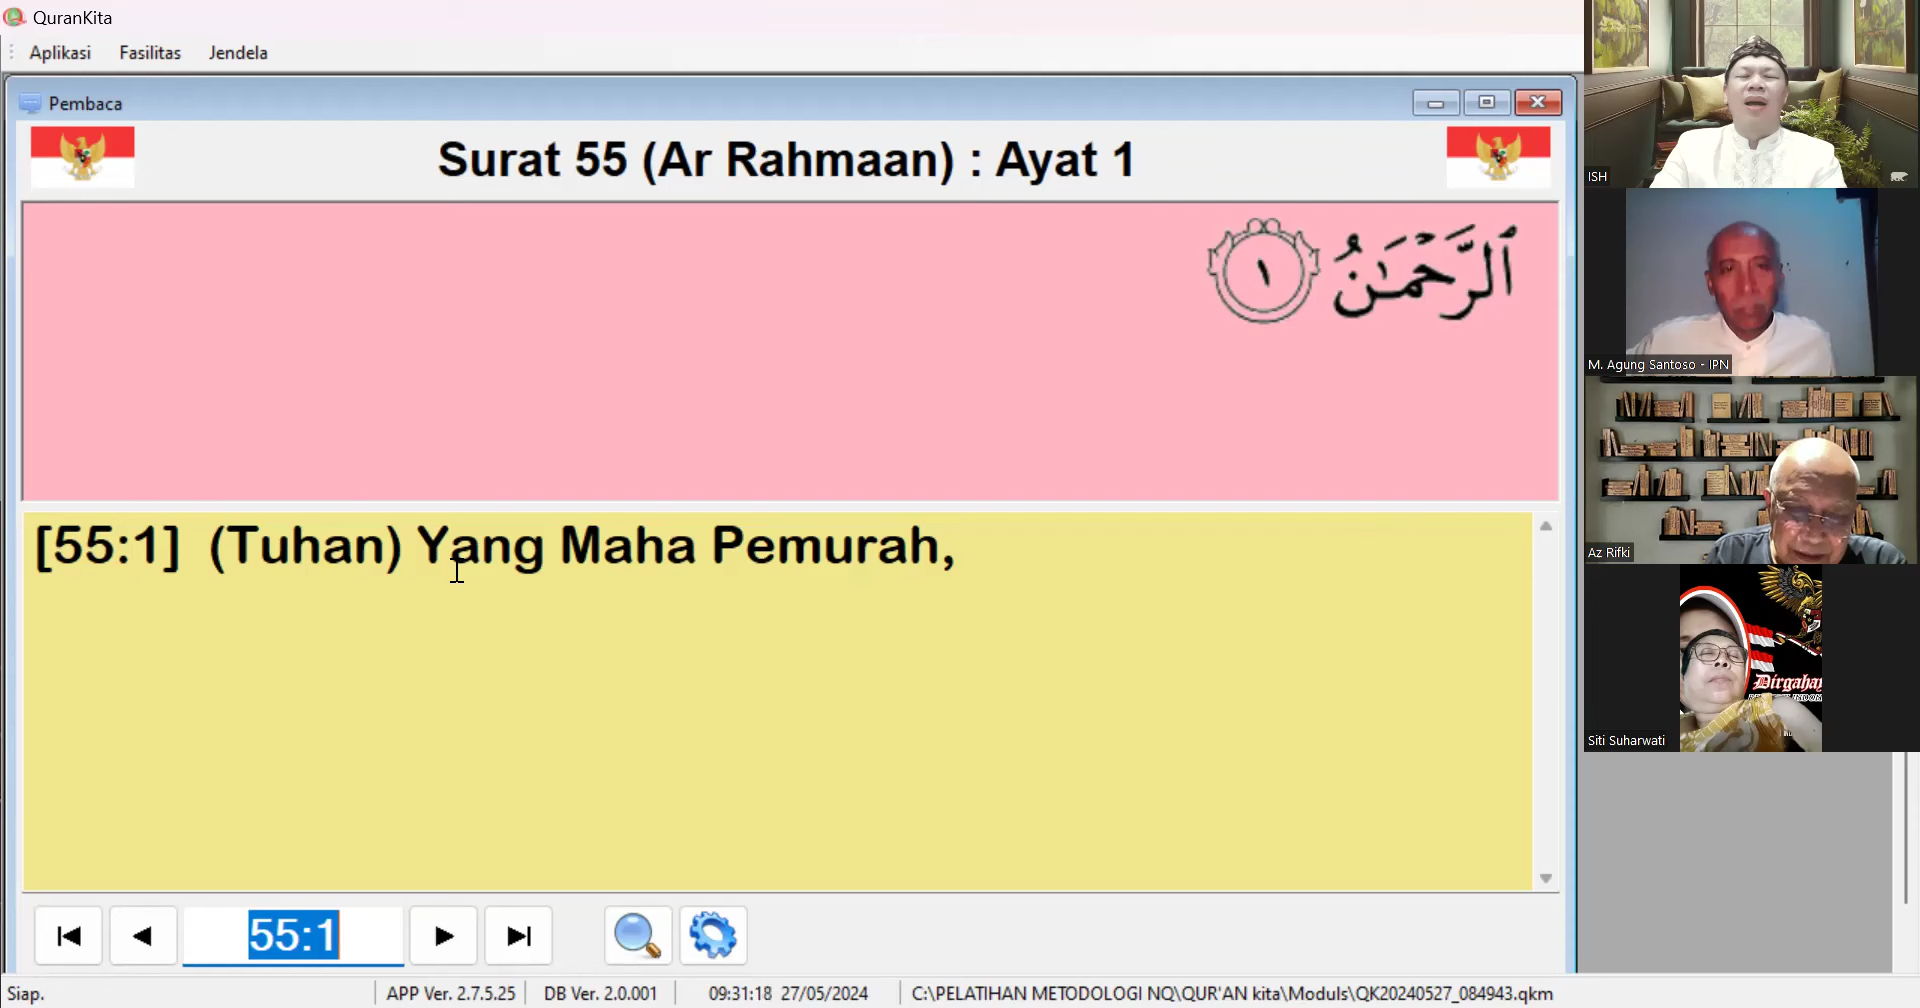 QuranKita
Aplikasi Fasilitas Jendela
Pembaca
Surat 55 (Ar Rahmaan) : Ayat 1
ٱلرَّحْمَـٰنُ ١
[55:1] (Tuhan) Yang Maha Pemurah,
55:1
Siap. APP Ver. 2.7.5.25 DB Ver. 2.0.001 09:31:18 27/05/2024 C:\PELATIHAN METODOLOGI NQ\QUR'AN kita\Moduls\QK20240527_084943.qkm
ISH
M. Agung Santoso - IPN
Az Rifki
Dirgahay
Siti Suharwati